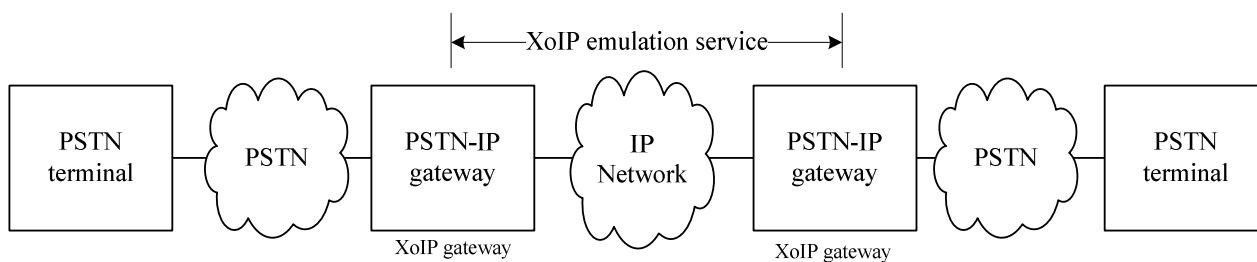 XoIP emulation service
PSTN
terminal
PSTN
PSTN-IP
gateway
IP
Network
PSTN-IP
gateway
PSTN
PSTN
terminal
XoIP gateway
XoIP gateway